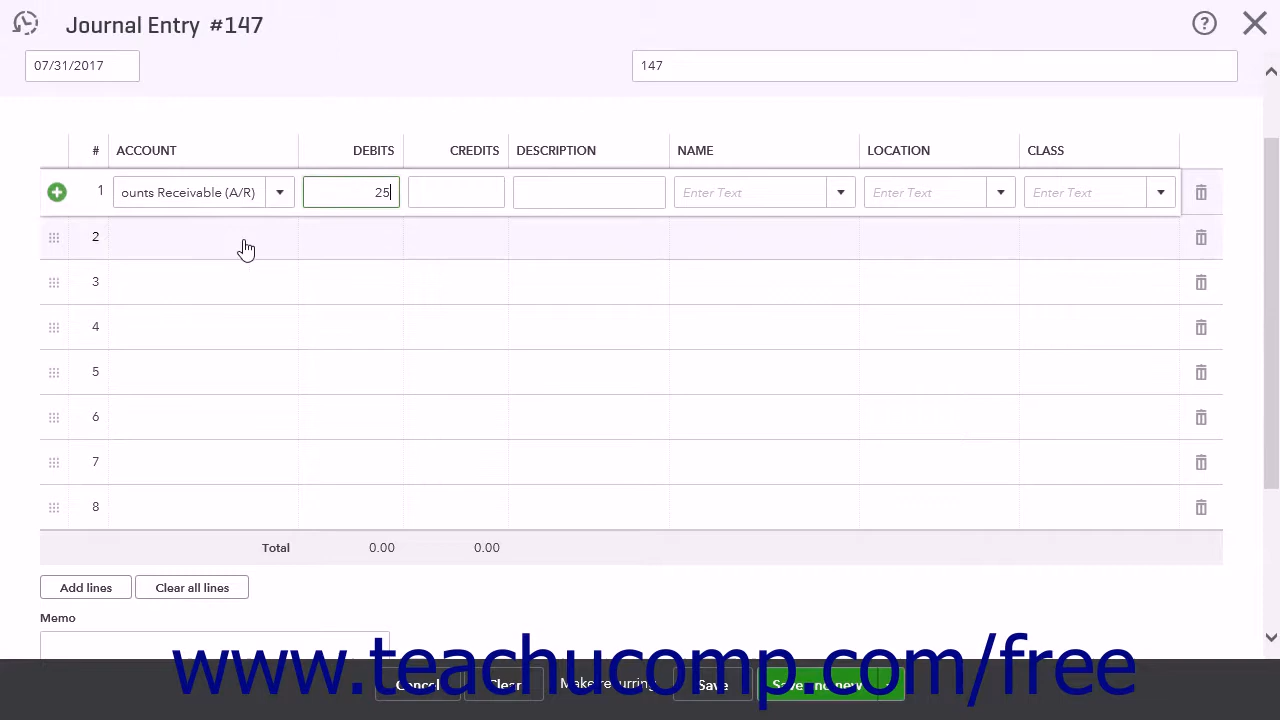 Journal Entry #147
07/31/2017 147
# ACCOUNT DEBITS CREDITS DESCRIPTION NAME LOCATION CLASS
1 ounts Receivable (A/R) 25 Enter Text Enter Text Enter Text
2
3
4
5
6
7
8
Total 0.00 0.00
Add lines Clear all lines
Memo
www.teachucomp.com/free
Cancel Clear Make recurring Save Save and new